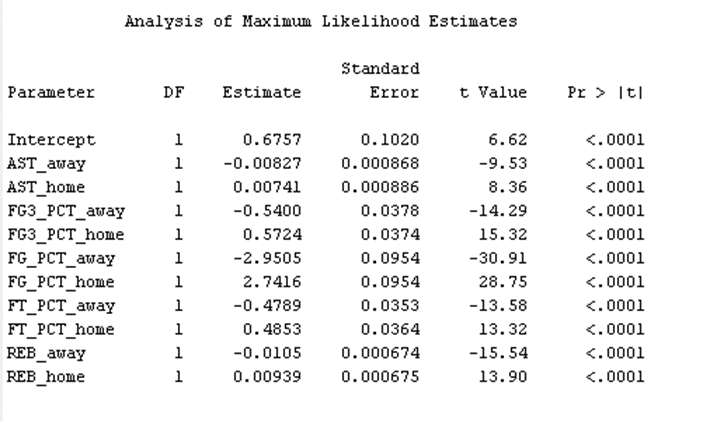 Analysis of Maximum Likelihood Estimates
Standard
Parameter DF Estimate Error t Value Pr > |t|
Intercept 1 0.6757 0.1020 6.62 <.0001
AST_away 1 -0.00827 0.000868 -9.53 <.0001
AST_home 1 0.00741 0.000886 8.36 <.0001
FG3_PCT_away 1 -0.5400 0.0378 -14.29 <.0001
FG3_PCT_home 1 0.5724 0.0374 15.32 <.0001
FG_PCT_away 1 -2.9505 0.0954 -30.91 <.0001
FG_PCT_home 1 2.7416 0.0954 28.75 <.0001
FT_PCT_away 1 -0.4789 0.0353 -13.58 <.0001
FT_PCT_home 1 0.4853 0.0364 13.32 <.0001
REB_away 1 -0.0105 0.000674 -15.54 <.0001
REB_home 1 0.00939 0.000675 13.90 <.0001